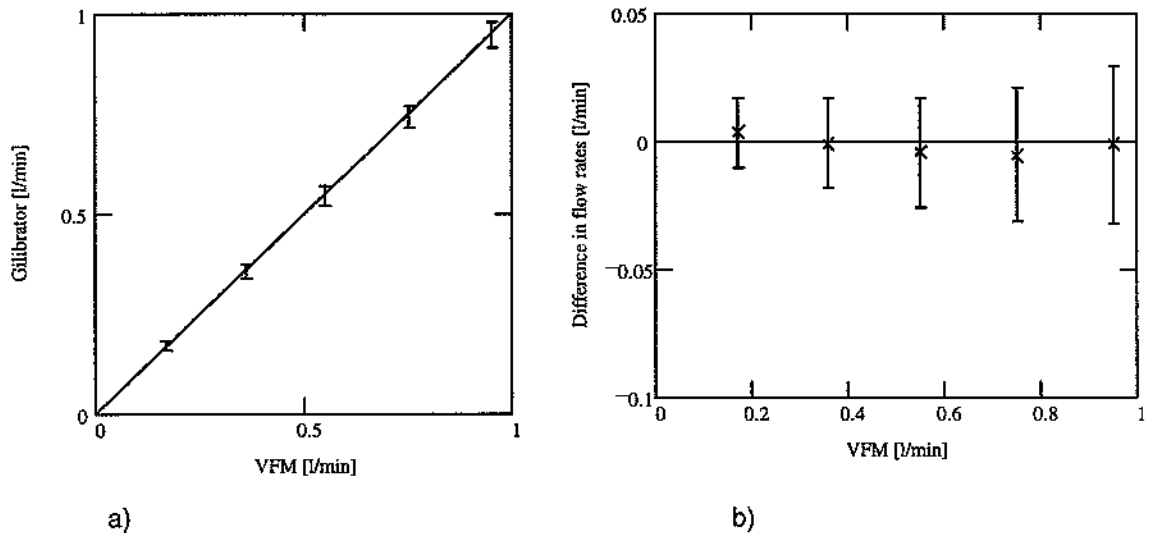 1
0.5
0
Gilibrator [l/min]
0
0.5
1
VFM [l/min]
a)
0.05
0
−0.05
−0.1
Difference in flow rates [l/min]
0
0.2
0.4
0.6
0.8
1
VFM [l/min]
b)